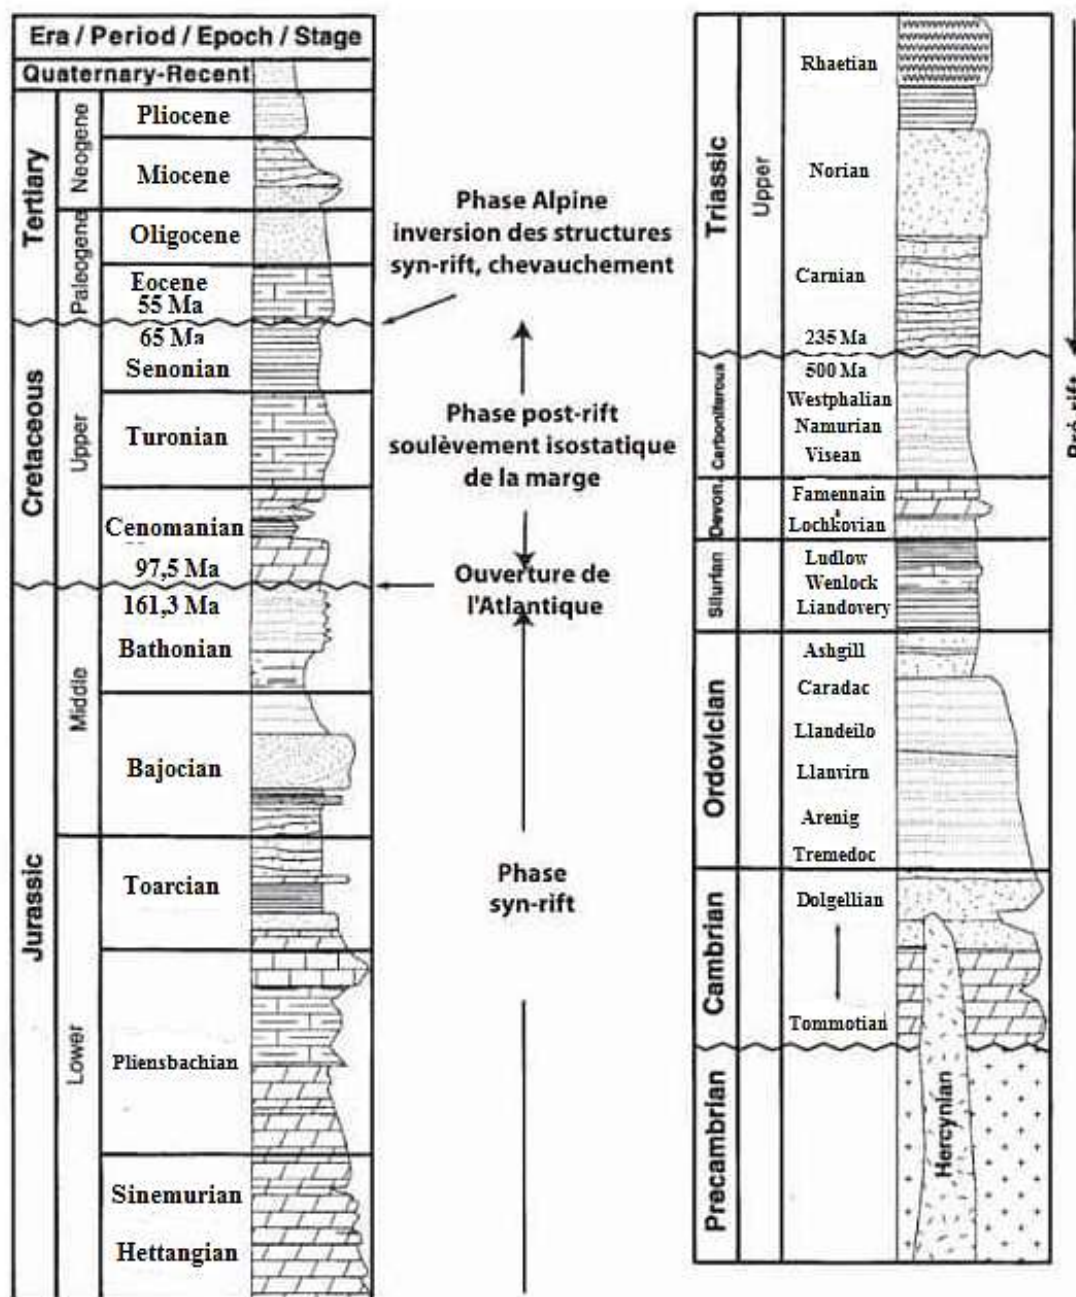 Era / Period / Epoch / Stage
Quaternary-Recent
Tertiary
Neogene
Pliocene
Miocene
Paleogene
Oligocene
Eocene
55 Ma
Cretaceous
Upper
65 Ma
Senonian
Turonian
Cenomanian
97,5 Ma
Jurassic
Middle
161,3 Ma
Bathonian
Bajocian
Lower
Toarcian
Pliensbachian
Sinemurian
Hettangian
Phase Alpine
inversion des structures
syn-rift, chevauchement
Phase post-rift
soulèvement isostatique
de la marge
Ouverture de
l'Atlantique
Phase
syn-rift
Triassic
Upper
Rhaetian
Norian
Carnian
235 Ma
Carboniferous
500 Ma
Westphalian
Namurian
Visean
Devon.
Famennain
Lochkovian
Silurian
Ludlow
Wenlock
Liandovery
Ordovician
Ashgill
Caradac
Llandeilo
Llanvirn
Arenig
Tremedoc
Cambrian
Dolgellian
Tommotian
Precambrian
Hercynian
Pré-rift